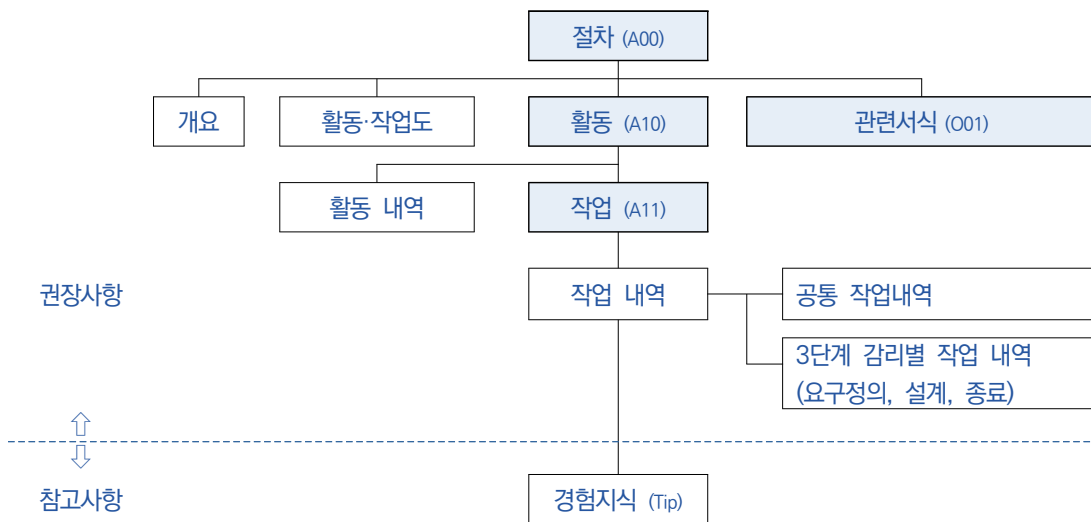 절차 (A00)
개요
활동·작업도
활동 (A10)
관련서식 (O01)
활동 내역
작업 (A11)
권장사항
작업 내역
공통 작업내역
3단계 감리별 작업 내역
(요구정의, 설계, 종료)
참고사항
경험지식 (Tip)